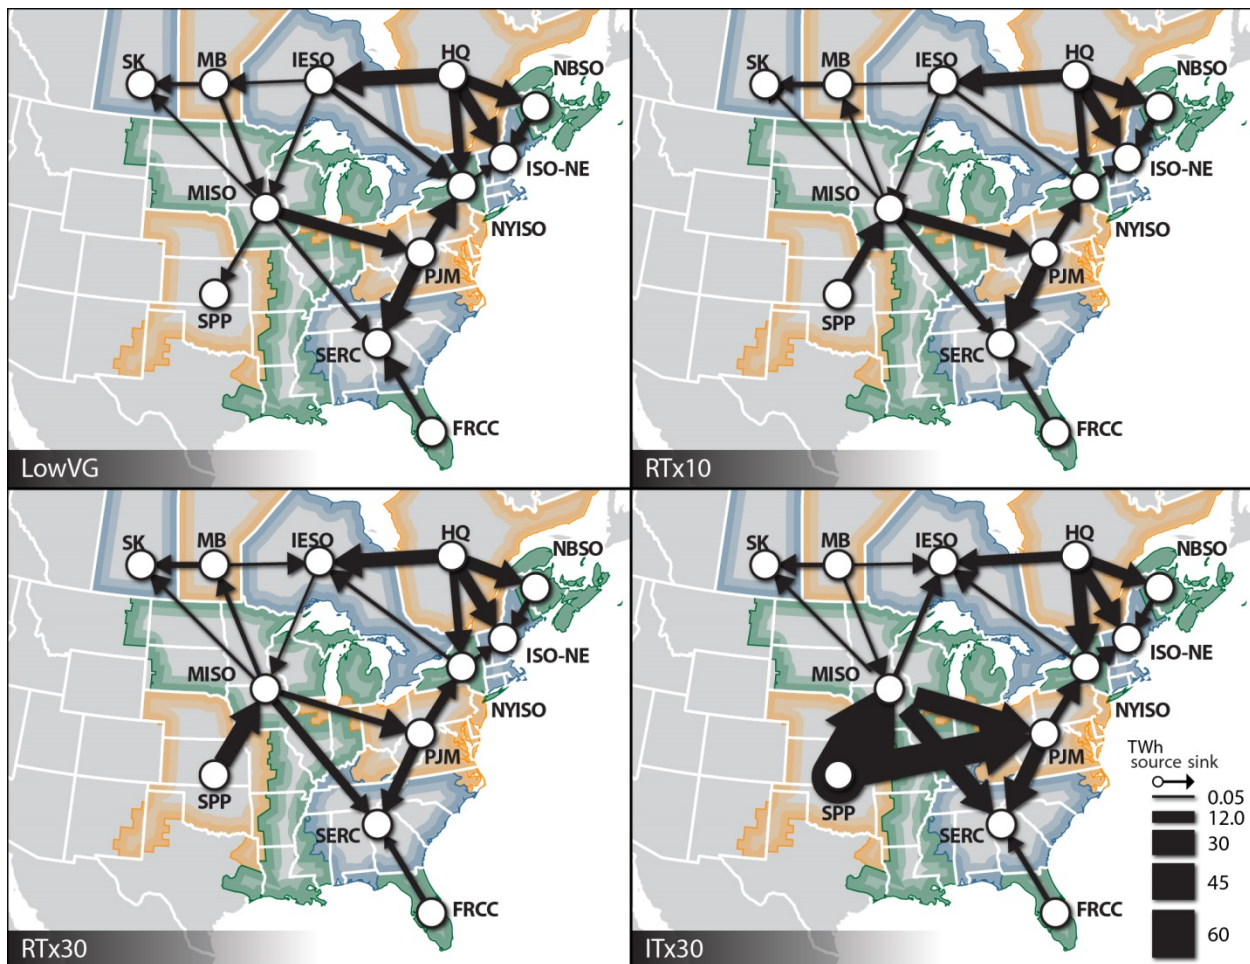 SK
MB
IESO
HQ
NBSO
ISO-NE
MISO
NYISO
PJM
SPP
SERC
FRCC
LowVG
SK
MB
IESO
HQ
NBSO
ISO-NE
MISO
NYISO
PJM
SPP
SERC
FRCC
RTx10
SK
MB
IESO
HQ
NBSO
ISO-NE
MISO
NYISO
PJM
SPP
SERC
FRCC
RTx30
SK
MB
IESO
HQ
NBSO
ISO-NE
MISO
NYISO
PJM
SPP
SERC
FRCC
ITx30
TWh
source sink
0.05
12.0
30
45
60